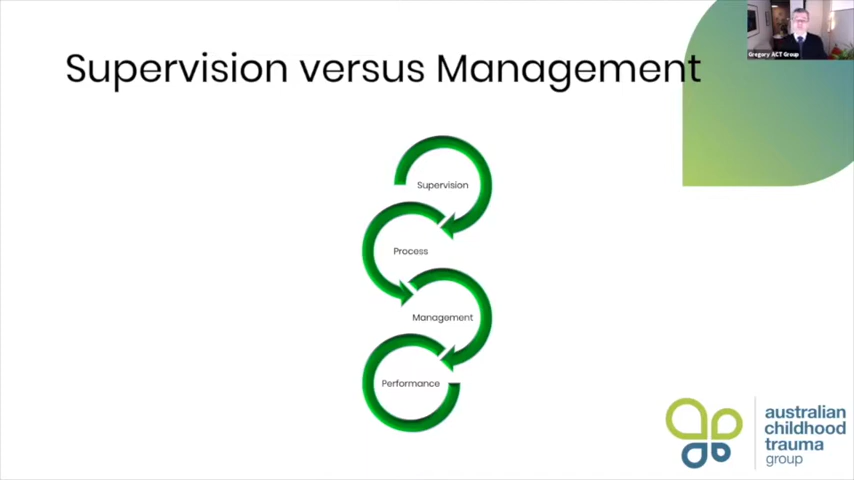 Supervision versus Management
Gregory ACT Group
Supervision
Process
Management
Performance
australian
childhood
trauma
group